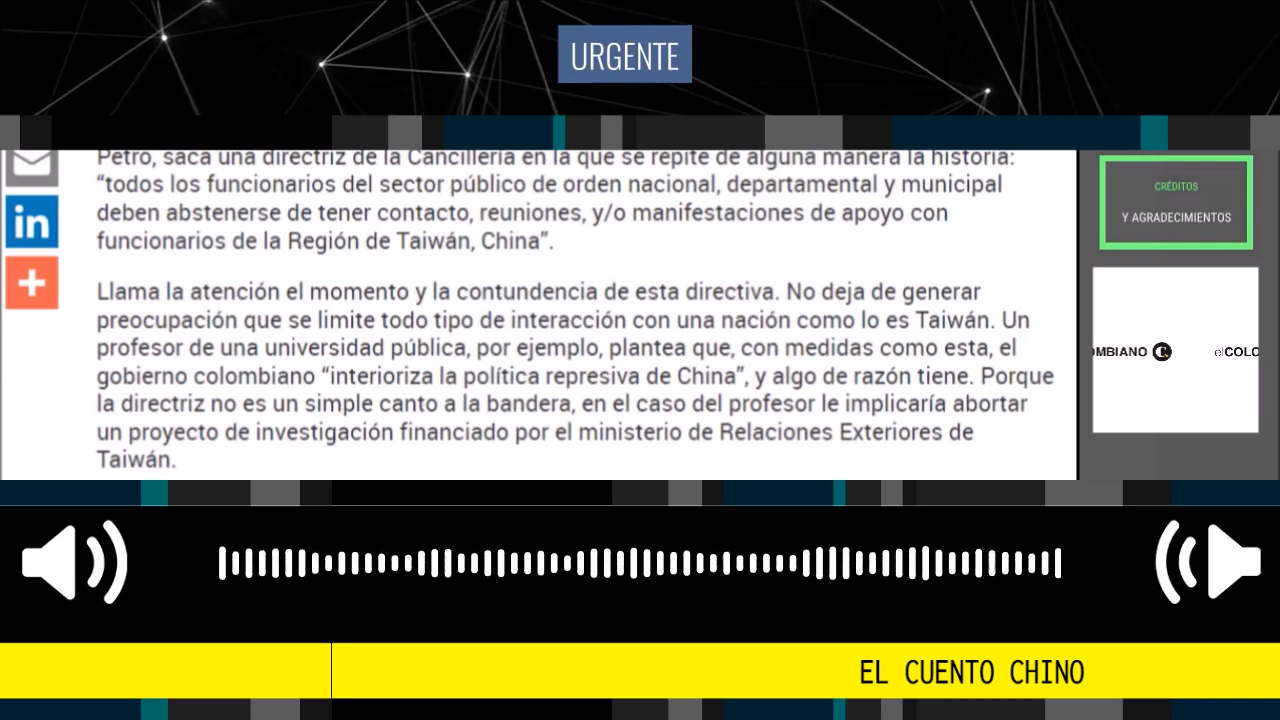 URGENTE
Petro, saca una directriz de la Cancillería en la que se repite de alguna manera la historia:
“todos los funcionarios del sector público de orden nacional, departamental y municipal
deben abstenerse de tener contacto, reuniones, y/o manifestaciones de apoyo con
funcionarios de la Región de Taiwán, China”.
Llama la atención el momento y la contundencia de esta directiva. No deja de generar
preocupación que se limite todo tipo de interacción con una nación como lo es Taiwán. Un
profesor de una universidad pública, por ejemplo, plantea que, con medidas como esta, el
gobierno colombiano “interioriza la política represiva de China”, y algo de razón tiene. Porque
la directriz no es un simple canto a la bandera, en el caso del profesor le implicaría abortar
un proyecto de investigación financiado por el ministerio de Relaciones Exteriores de
Taiwán.
in
CRÉDITOS
Y AGRADECIMIENTOS
OMBIANO elCOLO
EL CUENTO CHINO